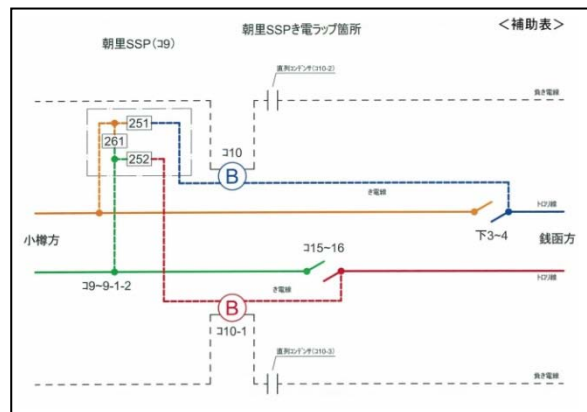 朝里SSP(ｺ9)
朝里SSPき電ラップ箇所
<補助表>
直列ｺﾝﾃﾞﾝｻ(ｺ10-2)
負き電線
251
261
252
ｺ10
B
き電線
ﾄﾛﾘ線
小樽方
下3~4
銭函方
ｺ15~16
ﾄﾛﾘ線
ｺ9~9-1-2
き電線
B
ｺ10-1
直列ｺﾝﾃﾞﾝｻ(ｺ10-3)
負き電線